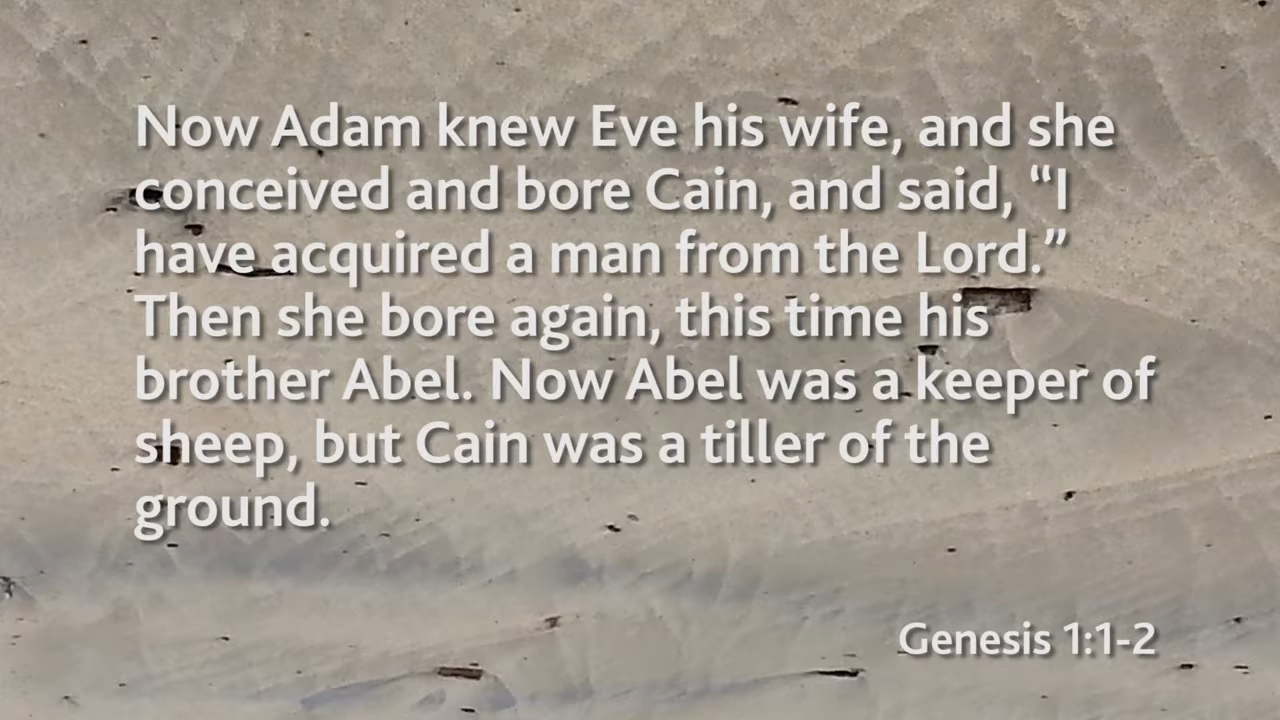 Now Adam knew Eve his wife, and she
conceived and bore Cain, and said, “I
have acquired a man from the Lord.”
Then she bore again, this time his
brother Abel. Now Abel was a keeper of
sheep, but Cain was a tiller of the
ground.
Genesis 1:1-2